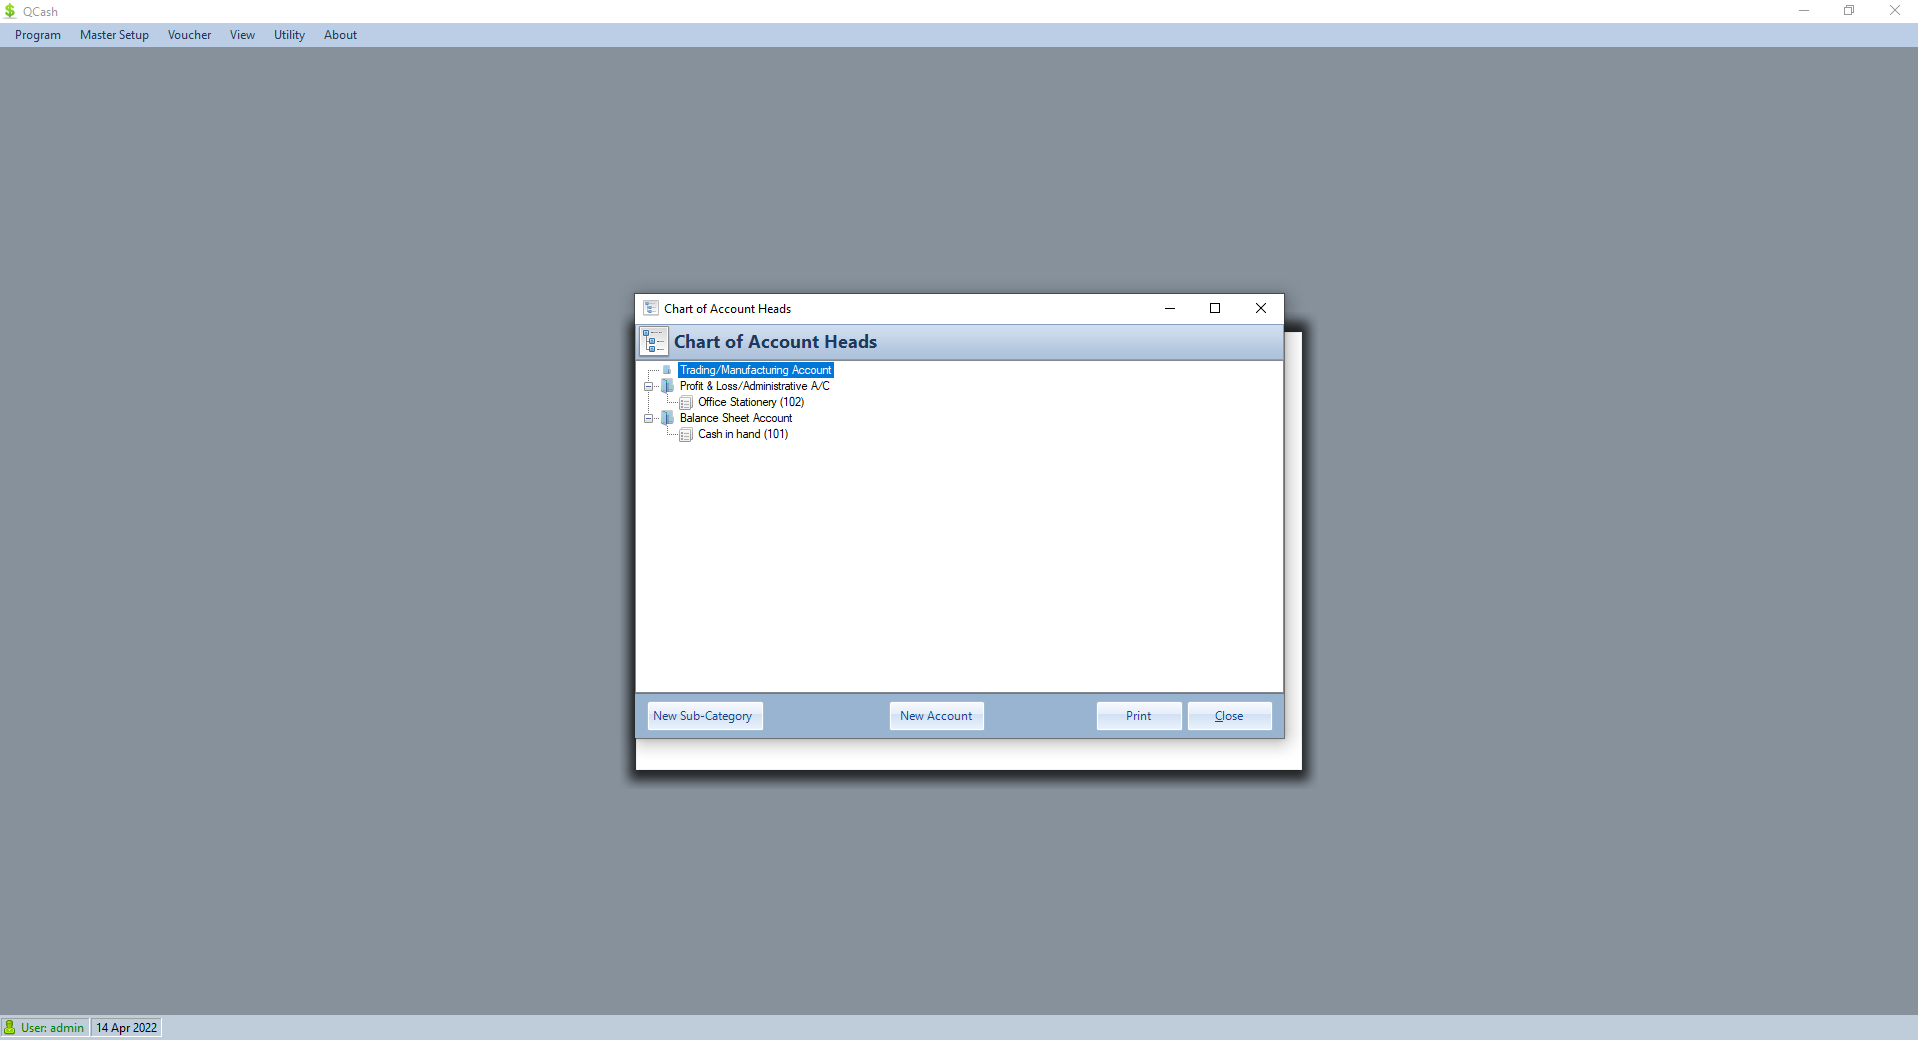 QCash
Program Master Setup Voucher View Utility About
Chart of Account Heads
Chart of Account Heads
Trading/Manufacturing Account
Profit & Loss/Administrative A/C
Office Stationery (102)
Balance Sheet Account
Cash in hand (101)
New Sub-Category New Account Print Close
User: admin 14 Apr 2022